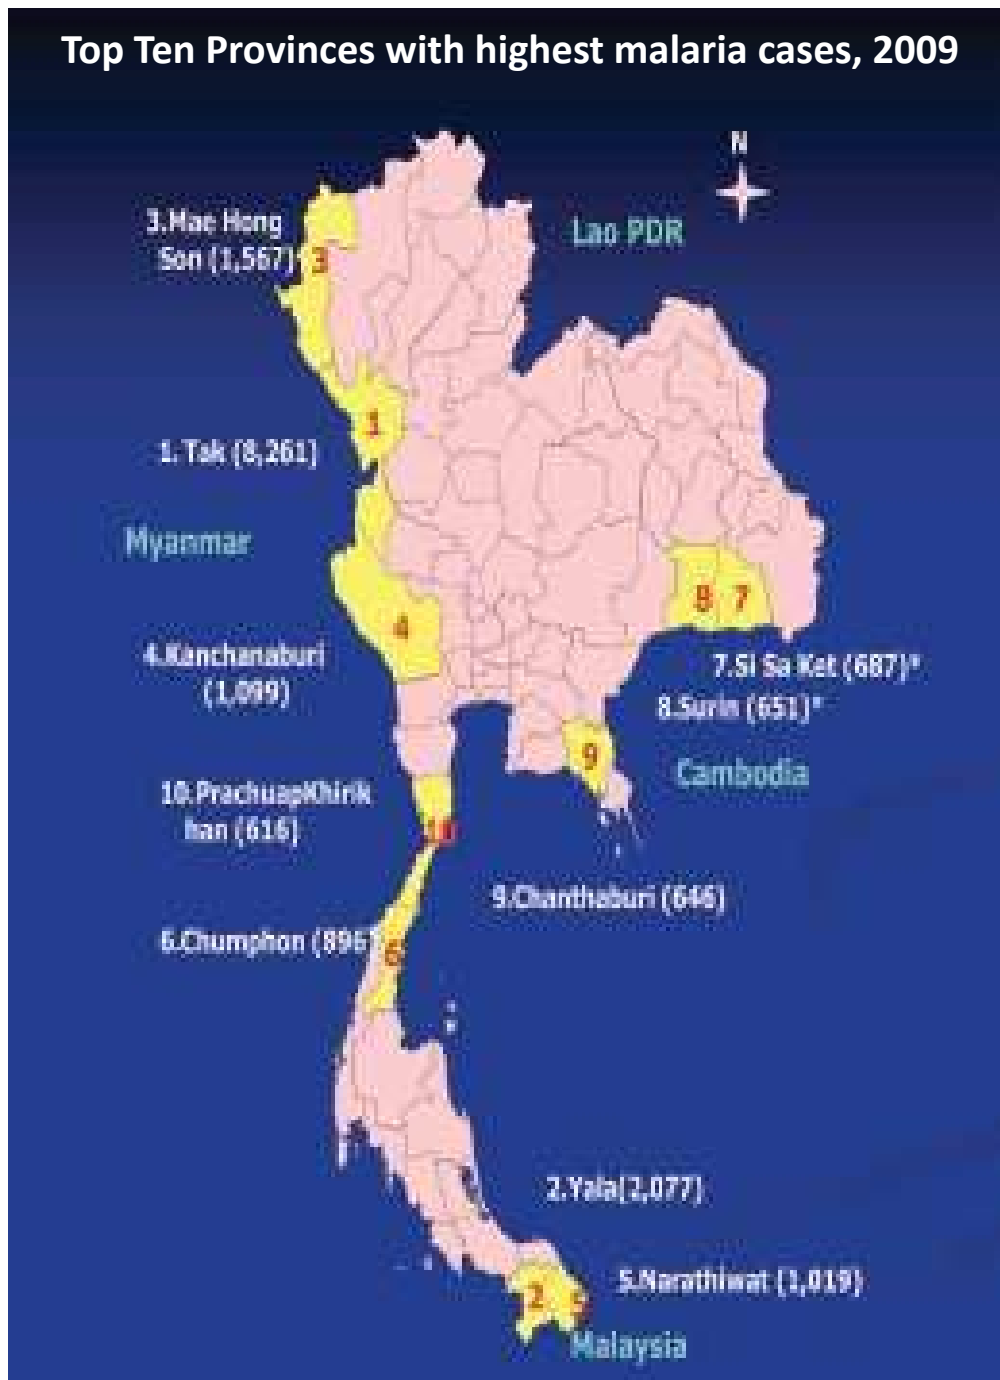 Top Ten Provinces with highest malaria cases, 2009
N
3.Mae Hong
Son (1,567)
Lao PDR
3
1
1. Tak (8,261)
Myanmar
8
7
4
4.Kanchanaburi
(1,099)
7.Si Sa Ket (687)*
8.Surin (651)*
9
Cambodia
10.PrachuapKhirik
han (616)
10
9.Chanthaburi (646)
6.Chumphon (896)
6
2.Yala(2,077)
5.Narathiwat (1,019)
2
5
Malaysia